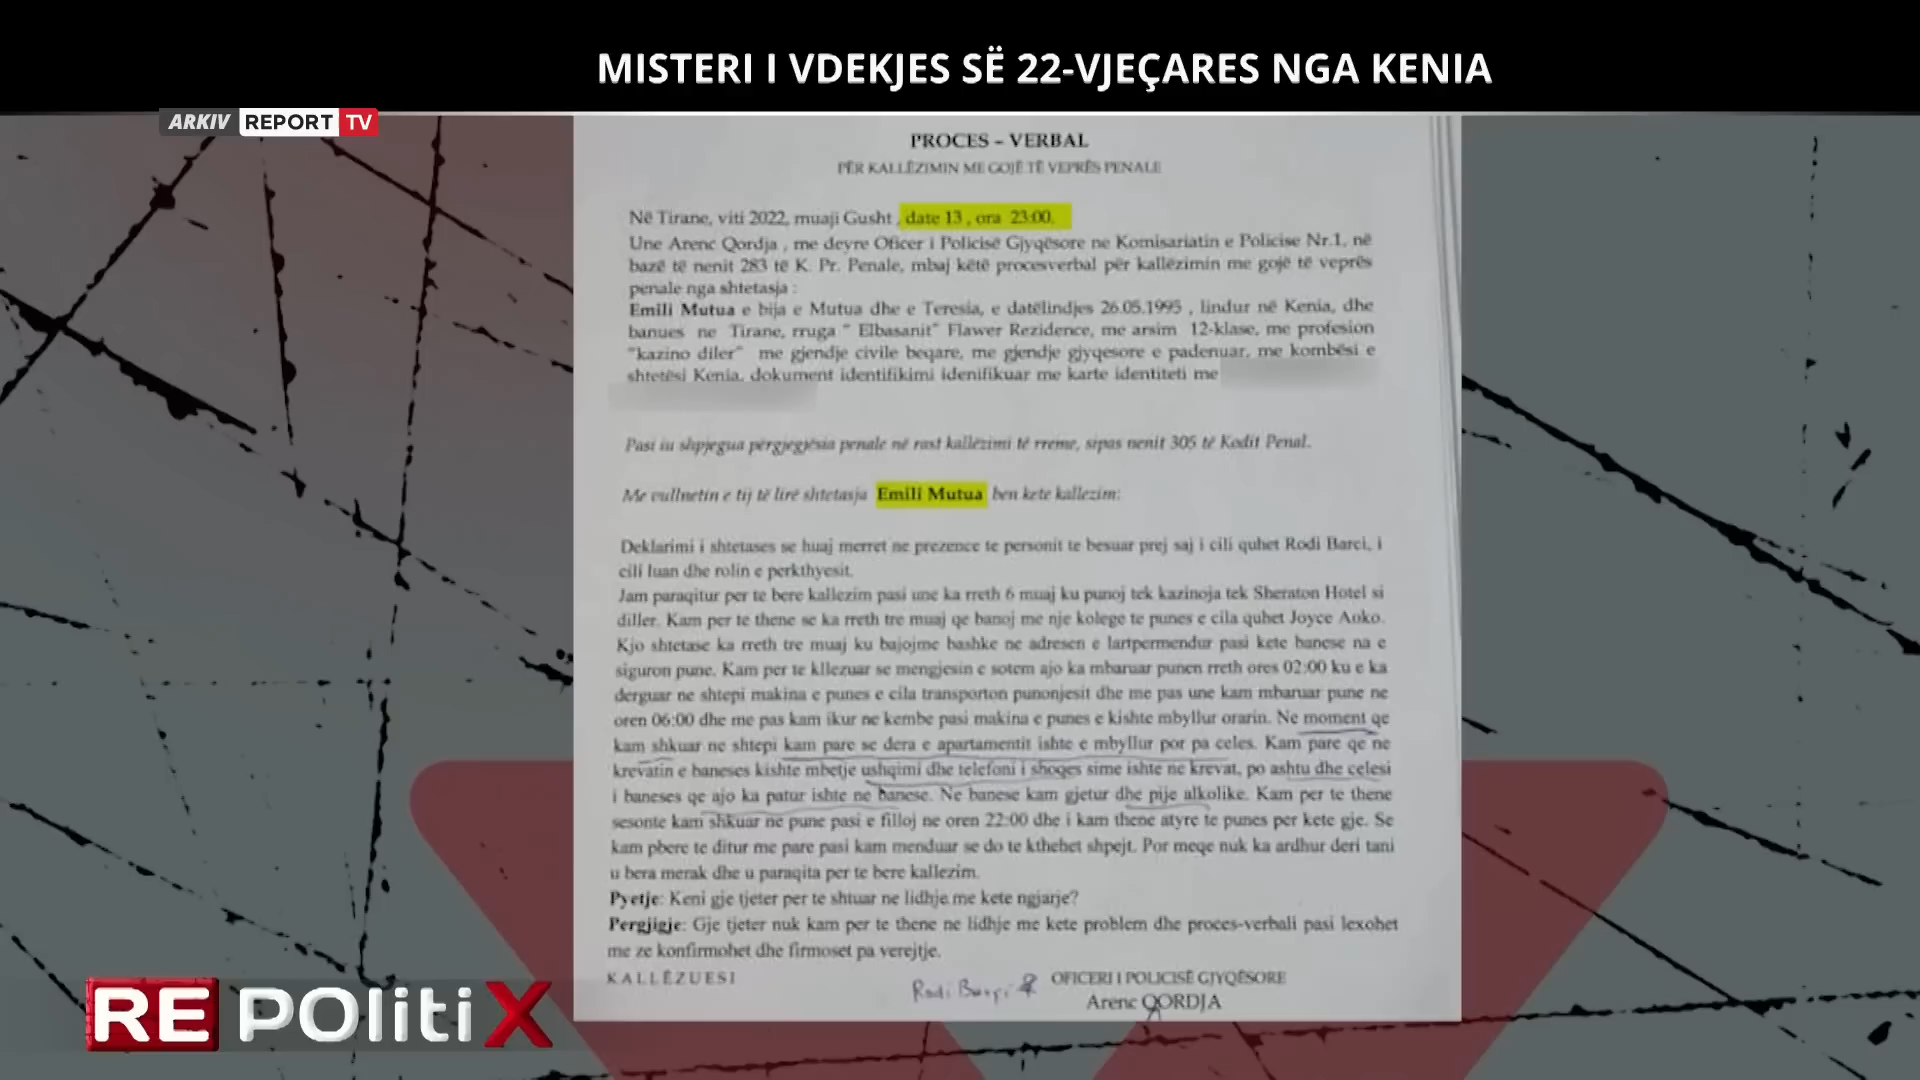 MISTERI I VDEKJES SË 22-VJEÇARES NGA KENIA
ARKIV REPORT TV
PROCES – VERBAL
PËR KALLËZIMIN ME GOJË TË VEPRËS PENALE
Në Tirane, viti 2022, muaji Gusht , date 13 , ora 23:00.
Une Arenc Qordja , me deyre Oficer i Policisë Gjyqësore ne Komisariatin e Policise Nr.1, në
bazë të nenit 283 të K. Pr. Penale, mbaj këtë procesverbal për kallëzimin me gojë të veprës
penale nga shtetasja :
Emili Mutua e bija e Mutua dhe e Teresia, e datëlindjes 26.05.1995 , lindur në Kenia, dhe
banues ne Tirane, rruga " Elbasanit" Flawer Rezidence, me arsim 12-klase, me profesion
"kazino diler" me gjendje civile beqare, me gjendje gjyqesore e padenuar, me kombësi e
shtetësi Kenia, dokument identifikimi idenifikuar me karte identiteti me
Pasi iu shpjegua përgjegjësia penale në rast kallëzimi të rreme, sipas nenit 305 të Kodit Penal.
Me vullnetin e tij të lirë shtetasja Emili Mutua ben kete kallezim:
Deklarimi i shtetases se huaj merret ne prezence te personit te besuar prej saj i cili quhet Rodi Barci, i
cili luan dhe rolin e perkthyesit.
Jam paraqitur per te bere kallezim pasi une ka rreth 6 muaj ku punoj tek kazinoja tek Sheraton Hotel si
diller. Kam per te thene se ka rreth tre muaj qe banoj me nje kolege te punes e cila quhet Joyce Aoko.
Kjo shtetase ka rreth tre muaj ku bajojme bashke ne adresen e lartpermendur pasi kete banese na e
siguron pune. Kam per te kllezuar se mengjesin e sotem ajo ka mbaruar punen rreth ores 02:00 ku e ka
derguar ne shtepi makina e punes e cila transporton punonjesit dhe me pas une kam mbaruar pune ne
oren 06:00 dhe me pas kam ikur ne kembe pasi makina e punes e kishte mbyllur orarin. Ne moment qe
kam shkuar ne shtepi kam pare se dera e apartamentit ishte e mbyllur por pa celes. Kam pare qe ne
krevatin e baneses kishte mbetje ushqimi dhe telefoni i shoqes sime ishte ne krevat, po ashtu dhe celesi
i baneses qe ajo ka patur ishte ne banese. Ne banese kam gjetur dhe pije alkolike. Kam per te thene
sesonte kam shkuar ne pune pasi e filloj ne oren 22:00 dhe i kam thene atyre te punes per kete gje. Se
kam pbere te ditur me pare pasi kam menduar se do te kthehet shpejt. Por meqe nuk ka ardhur deri tani
u bera merak dhe u paraqita per te bere kallezim.
Pyetje: Keni gje tjeter per te shtuar ne lidhje me kete ngjarje?
Pergjigje: Gje tjeter nuk kam per te thene ne lidhje me kete problem dhe proces-verbali pasi lexohet
me ze konfirmohet dhe firmoset pa verejtje.
KALLËZUESI
OFICERI I POLICISË GJYQËSORE
Rodi
Arenc QORDJA
REPOlitiX